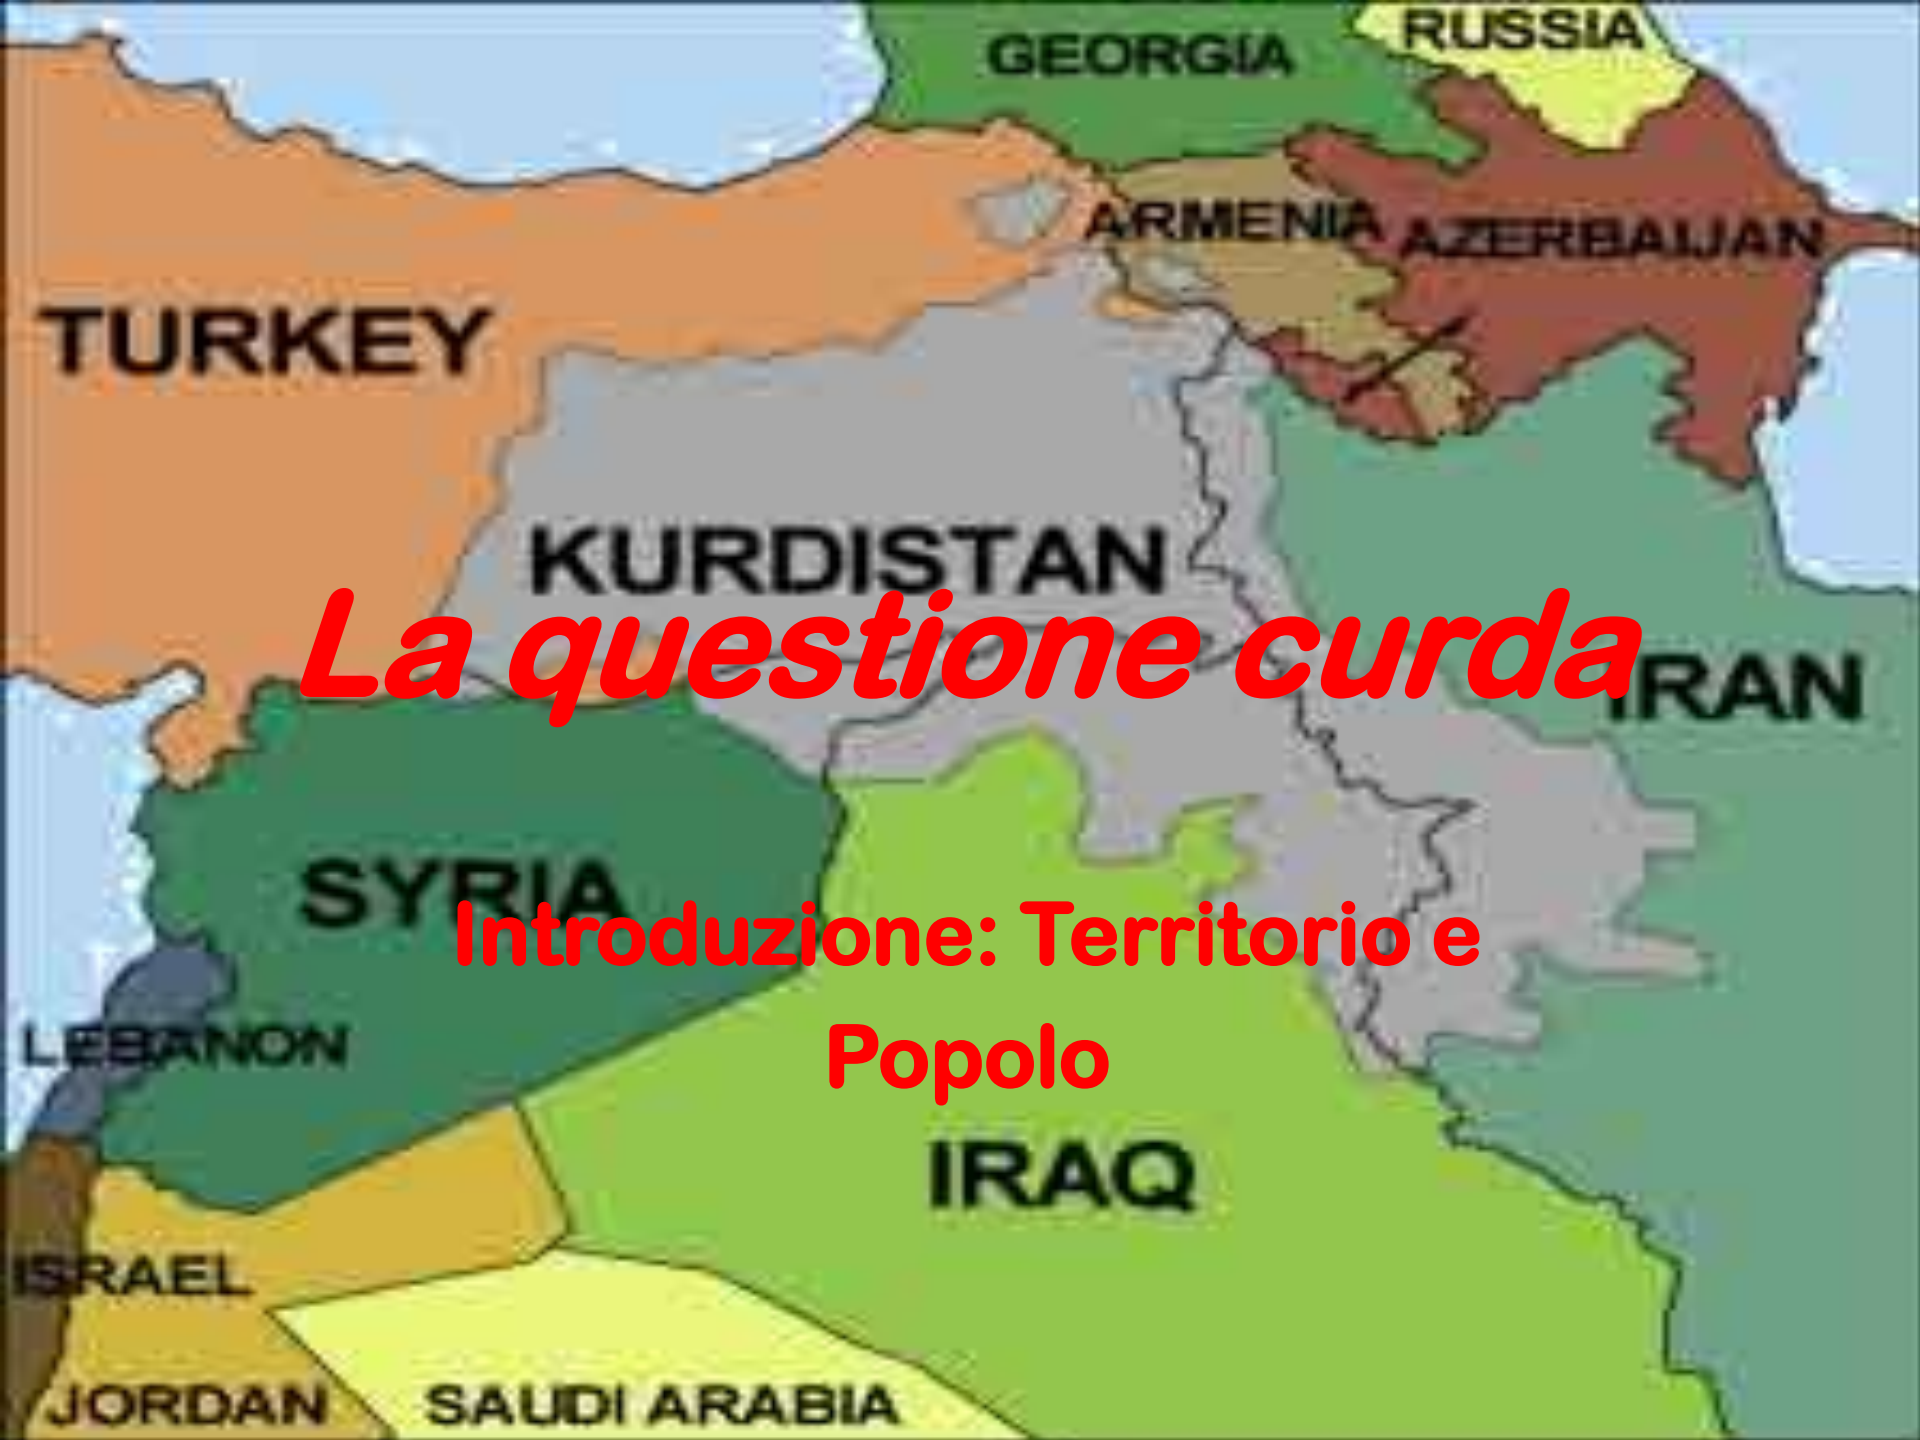 RUSSIA
GEORGIA
ARMENIA
AZERBAIJAN
TURKEY
KURDISTAN
La questione curda
IRAN
SYRIA
Introduzione: Territorio e
Popolo
LEBANON
IRAQ
ISRAEL
JORDAN
SAUDI ARABIA